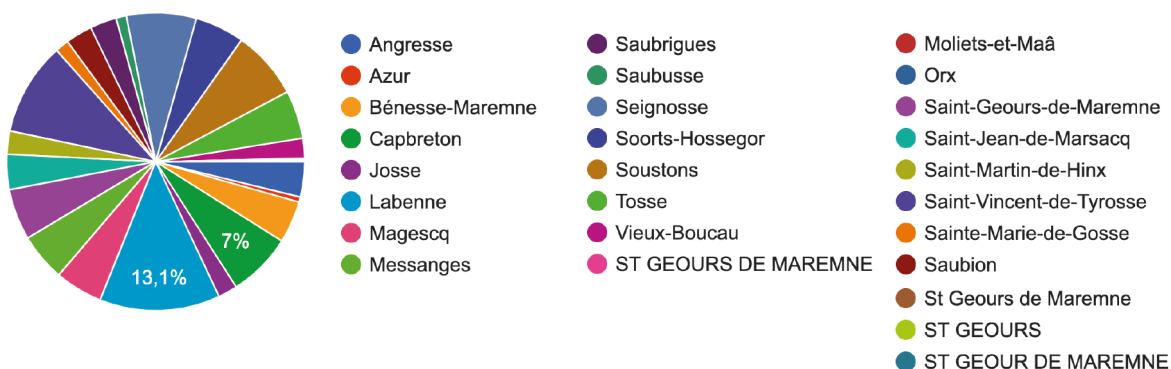 7%
13,1%
Angresse
Azur
Bénesse-Maremne
Capbreton
Josse
Labenne
Magescq
Messanges
Saubrigues
Saubusse
Seignosse
Soorts-Hossegor
Soustons
Tosse
Vieux-Boucau
ST GEOURS DE MAREMNE
Moliets-et-Maâ
Orx
Saint-Geours-de-Maremne
Saint-Jean-de-Marsacq
Saint-Martin-de-Hinx
Saint-Vincent-de-Tyrosse
Sainte-Marie-de-Gosse
Saubion
St Geours de Maremne
ST GEOURS
ST GEOUR DE MAREMNE